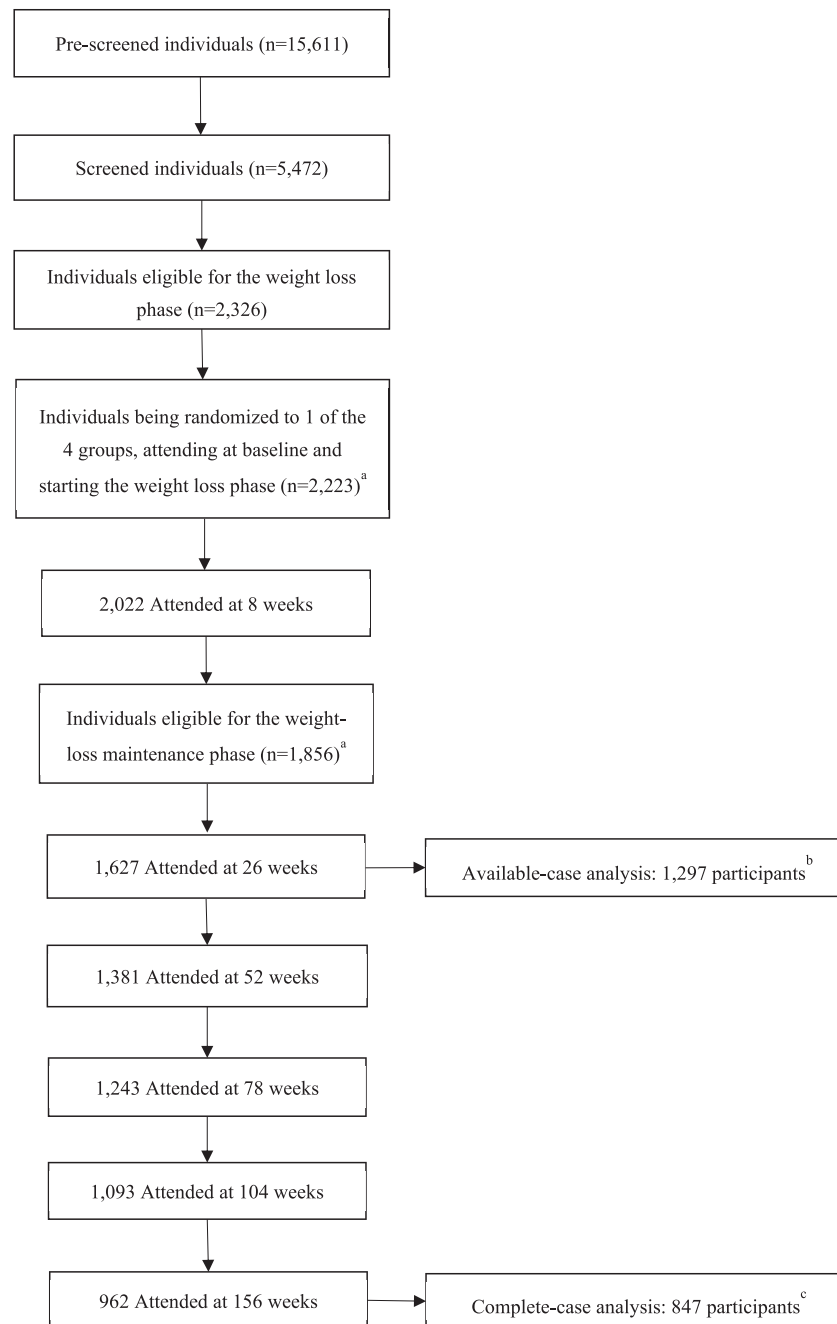 Pre-screened individuals (n=15,611)
Screened individuals (n=5,472)
Individuals eligible for the weight loss
phase (n=2,326)
Individuals being randomized to 1 of the
4 groups, attending at baseline and
starting the weight loss phase (n=2,223)a
2,022 Attended at 8 weeks
Individuals eligible for the weight-
loss maintenance phase (n=1,856)a
1,627 Attended at 26 weeks
Available-case analysis: 1,297 participantsb
1,381 Attended at 52 weeks
1,243 Attended at 78 weeks
1,093 Attended at 104 weeks
962 Attended at 156 weeks
Complete-case analysis: 847 participantsc